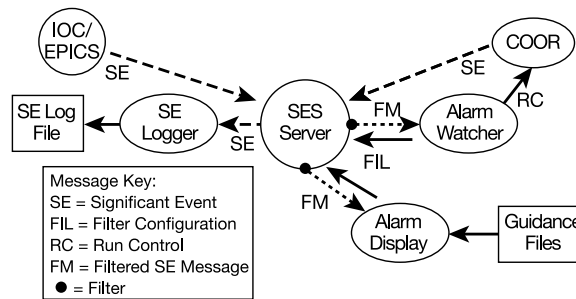 IOC/
EPICS
COOR
SE
SE
SE Log
File
SE
Logger
SE
SES
Server
FM
FIL
Alarm
Watcher
RC
Message Key:
SE = Significant Event
FIL = Filter Configuration
RC = Run Control
FM = Filtered SE Message
= Filter
FM
Alarm
Display
Guidance
Files